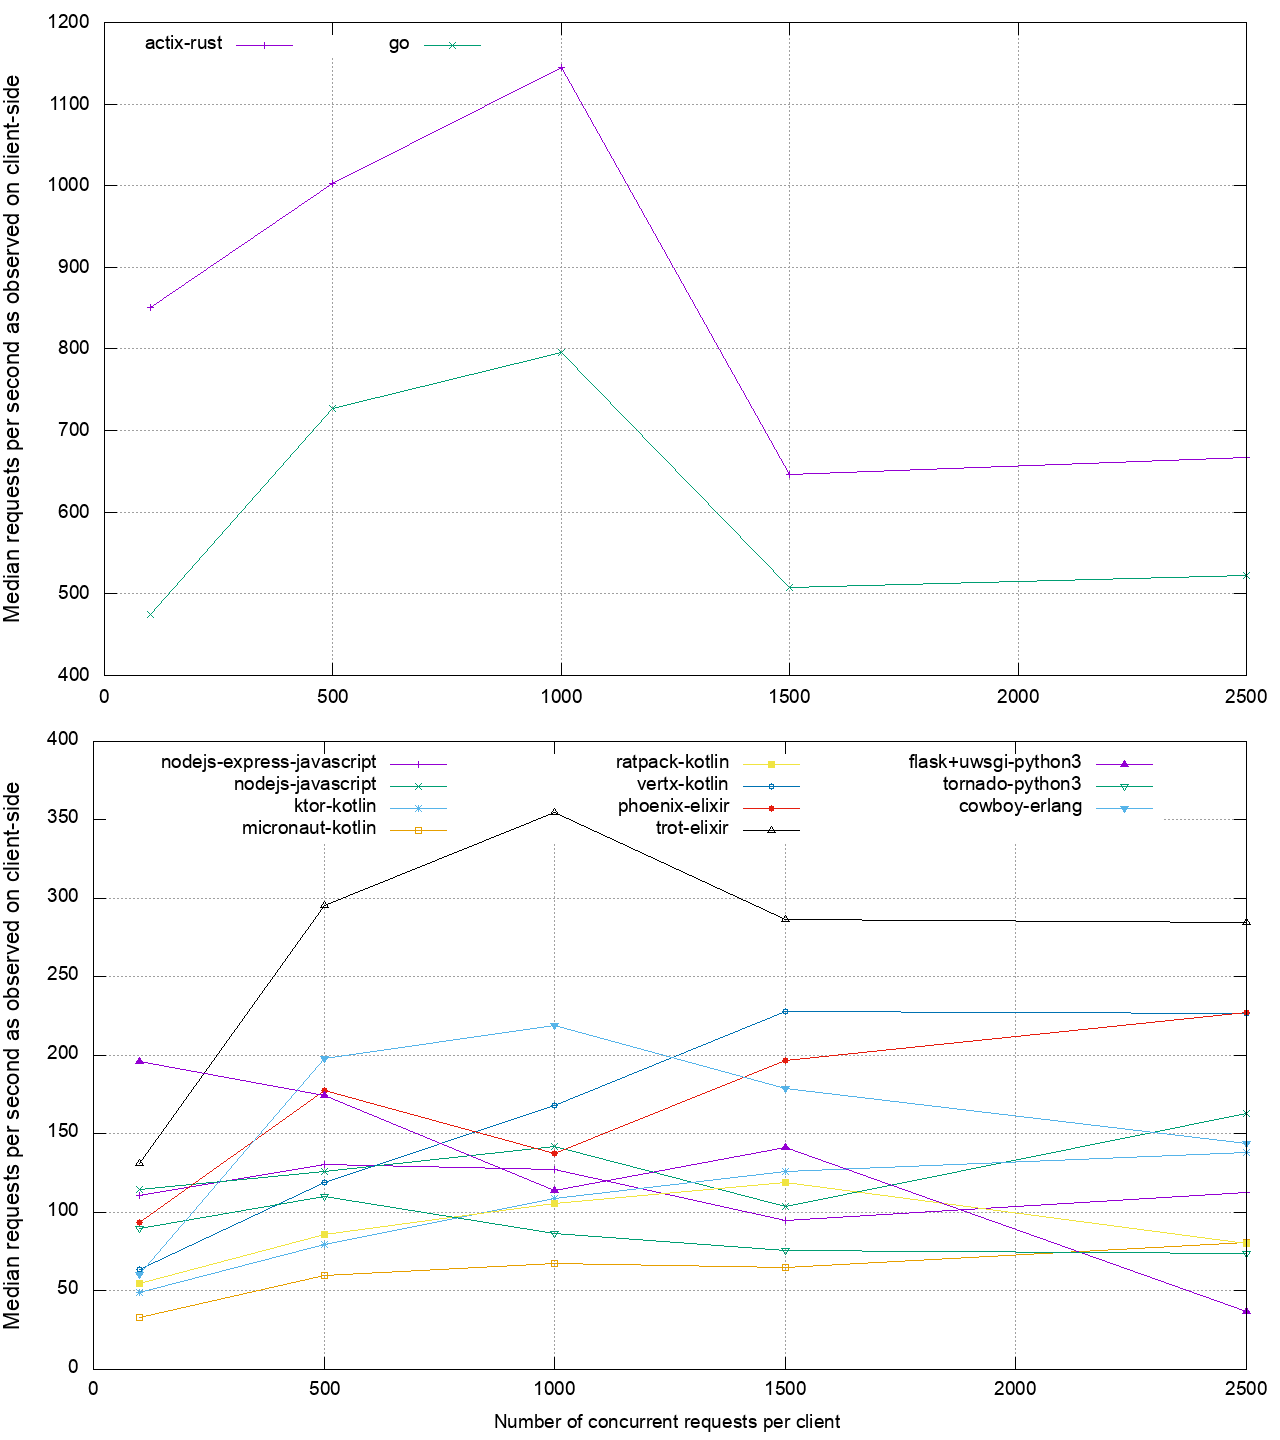 1200
actix-rust go
1100
1000
900
800
700
600
500
400
Median requests per second as observed on client-side
0 500 1000 1500 2000 2500
400
nodejs-express-javascript ratpack-kotlin flask+uwsgi-python3
nodejs-javascript vertx-kotlin tornado-python3
ktor-kotlin phoenix-elixir cowboy-erlang
micronaut-kotlin trot-elixir
350
300
250
200
150
100
50
0
Median requests per second as observed on client-side
0 500 1000 1500 2000 2500
Number of concurrent requests per client